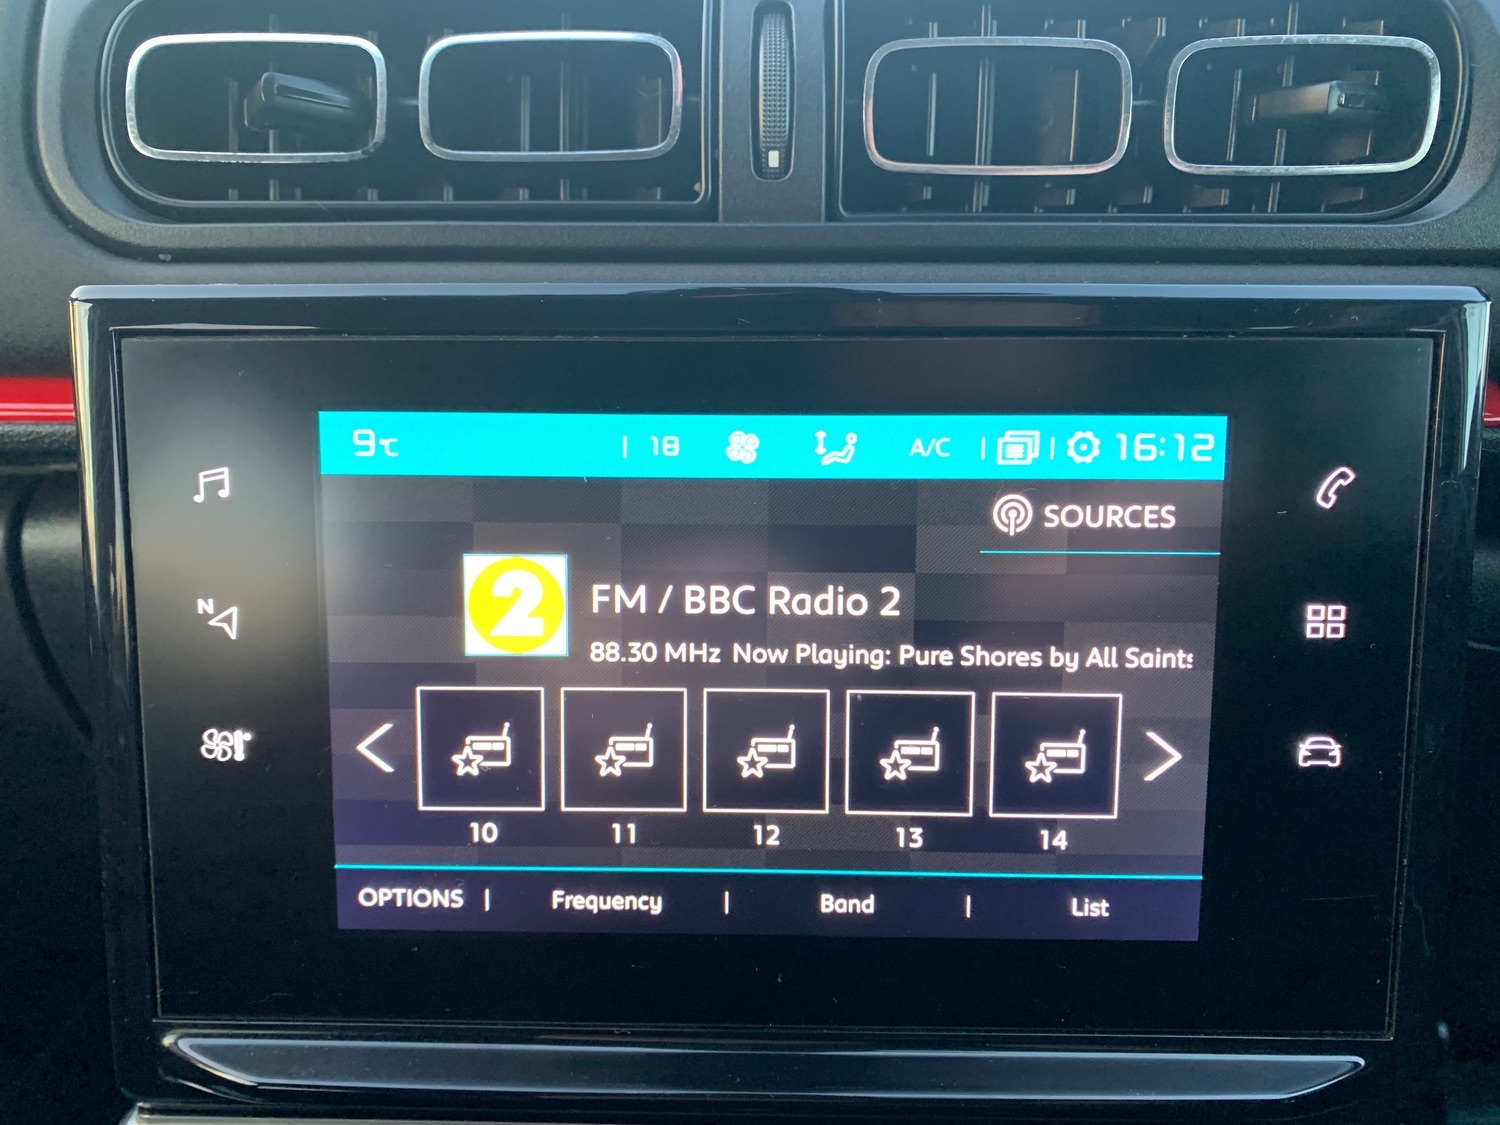 9℃ | 18 A/C | | 16:12
SOURCES
2
FM / BBC Radio 2
88.30 MHz Now Playing: Pure Shores by All Saints
10 11 12 13 14
OPTIONS | Frequency | Band | List
N